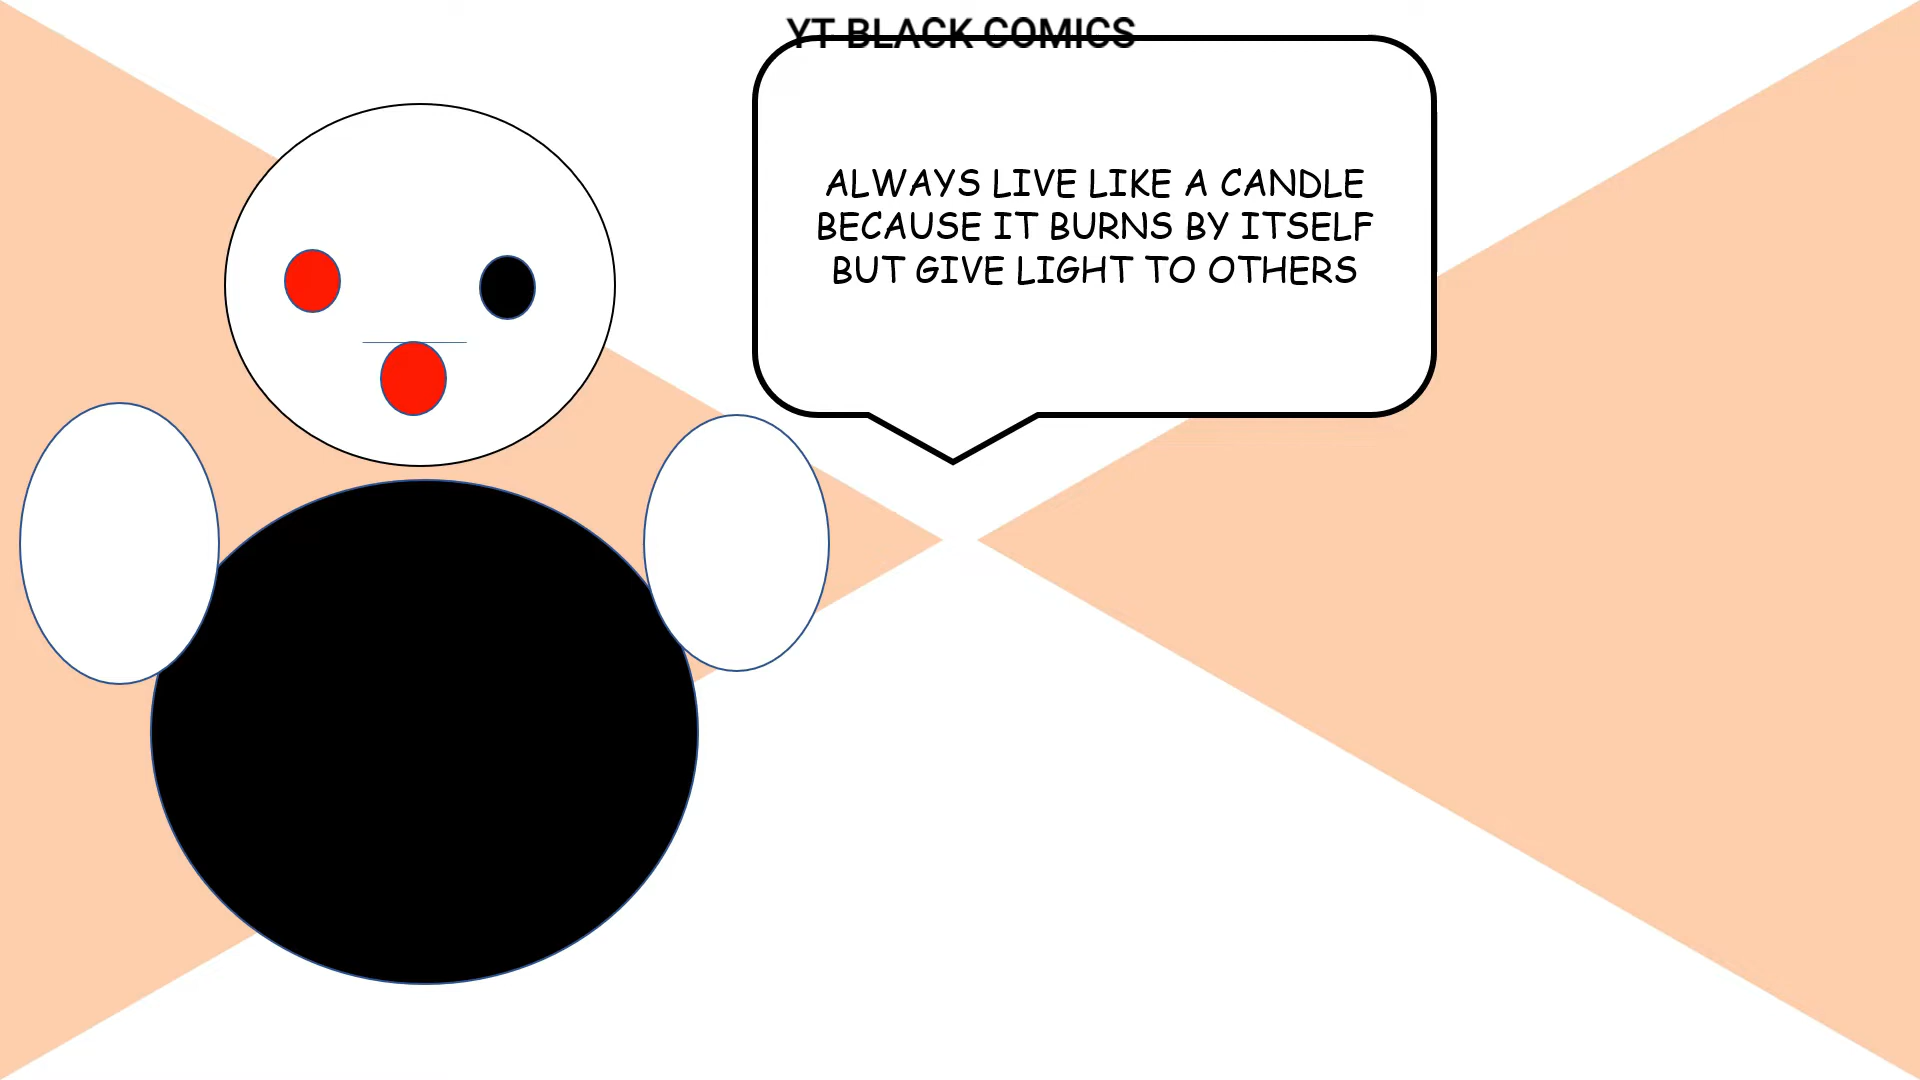 YT BLACK COMICS
ALWAYS LIVE LIKE A CANDLE
BECAUSE IT BURNS BY ITSELF
BUT GIVE LIGHT TO OTHERS